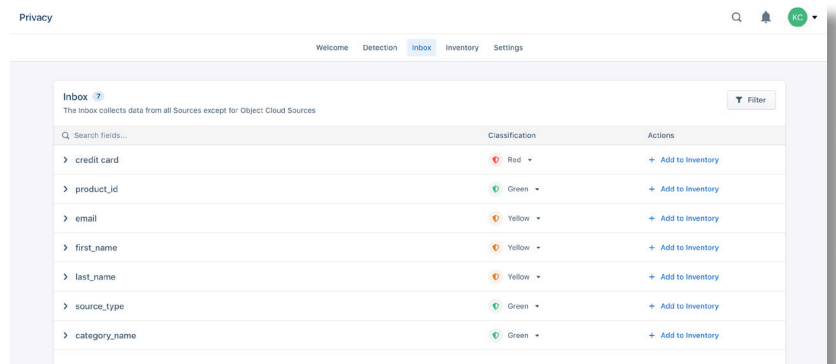 Privacy
KC
Welcome Detection Inbox Inventory Settings
Inbox 7
The Inbox collects data from all Sources except for Object Cloud Sources
Filter
Search fields... Classification Actions
credit card Red + Add to Inventory
product_id Green + Add to Inventory
email Yellow + Add to Inventory
first_name Yellow + Add to Inventory
last_name Yellow + Add to Inventory
source_type Green + Add to Inventory
category_name Green + Add to Inventory